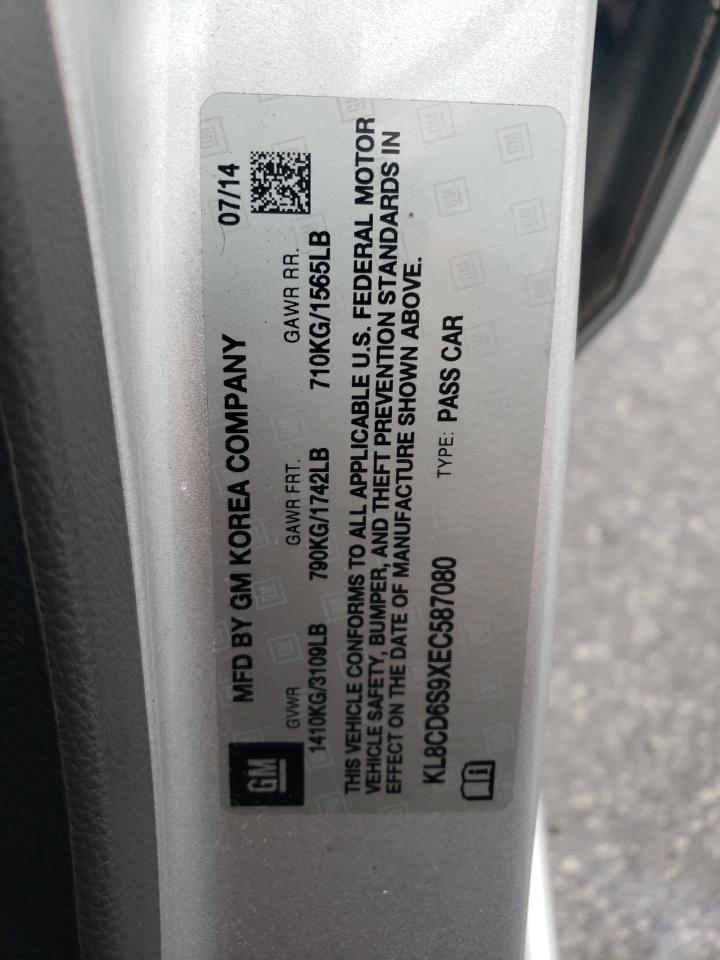 MFD BY GM KOREA COMPANY 07/14
GVWR GAWR FRT. GAWR RR.
1410KG/3109LB 790KG/1742LB 710KG/1565LB
THIS VEHICLE CONFORMS TO ALL APPLICABLE U.S. FEDERAL MOTOR
VEHICLE SAFETY, BUMPER, AND THEFT PREVENTION STANDARDS IN
EFFECT ON THE DATE OF MANUFACTURE SHOWN ABOVE.
KL8CD6S9XEC587080 TYPE: PASS CAR
GM